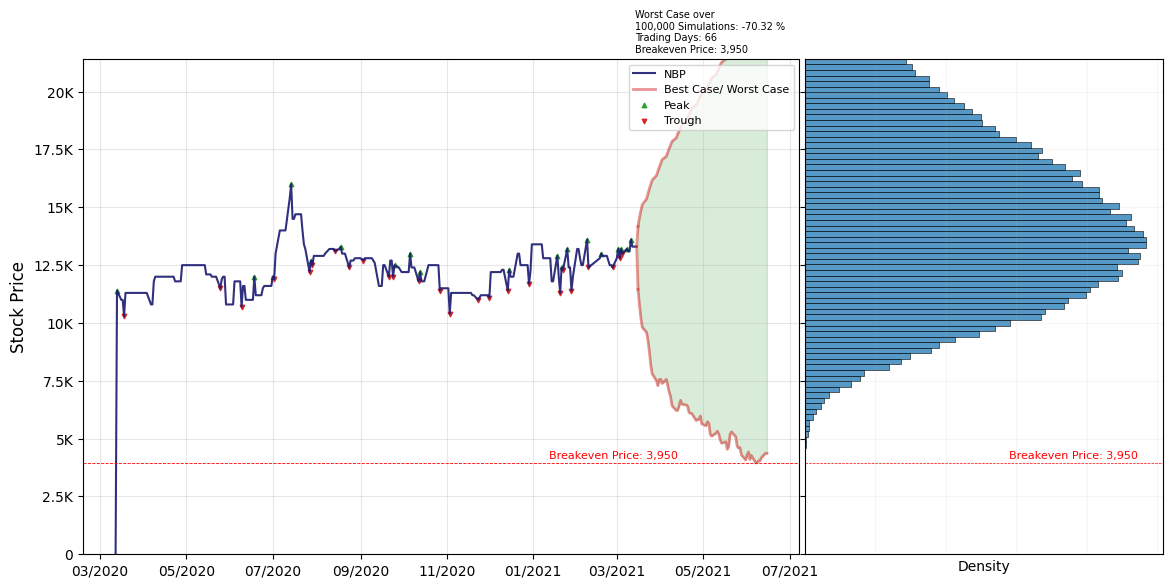 Worst Case over
100,000 Simulations: -70.32 %
Trading Days: 66
Breakeven Price: 3,950
NBP
Best Case/ Worst Case
Peak
Trough
Stock Price
20K
17.5K
15K
12.5K
10K
7.5K
5K
2.5K
0
Breakeven Price: 3,950
Breakeven Price: 3,950
03/2020
05/2020
07/2020
09/2020
11/2020
01/2021
03/2021
05/2021
07/2021
Density